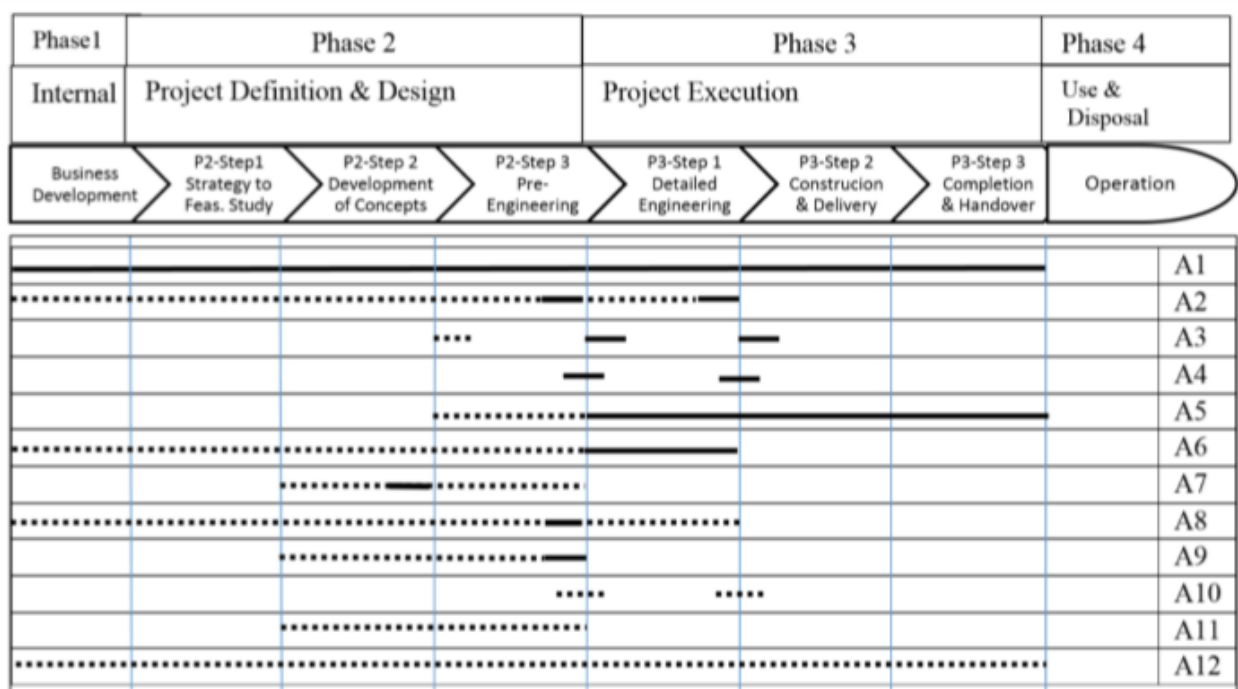 Phase1
Phase 2
Phase 3
Phase 4
Internal
Project Definition & Design
Project Execution
Use &
Disposal
Business
Development
P2-Step1
Strategy to
Feas. Study
P2-Step 2
Development
of Concepts
P2-Step 3
Pre-
Engineering
P3-Step 1
Detailed
Engineering
P3-Step 2
Construcion
& Delivery
P3-Step 3
Completion
& Handover
Operation
A1
A2
A3
A4
A5
A6
A7
A8
A9
A10
A11
A12